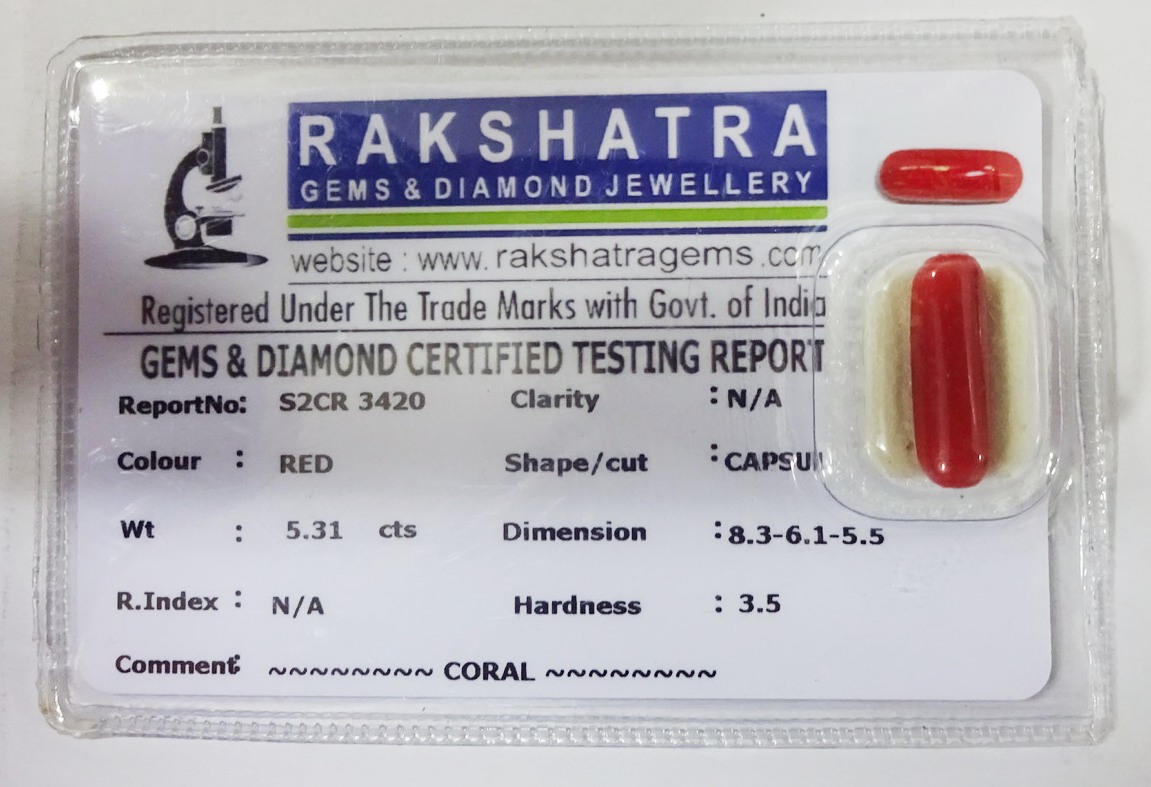 RAKSHATRA
GEMS & DIAMOND JEWELLERY
website : www. rakshatragems .com
Registered Under The Trade Marks with Govt. of India
GEMS & DIAMOND CERTIFIED TESTING REPORT
ReportNo: S2CR 3420 Clarity : N/A
Colour : RED Shape/cut : CAPSU
Wt : 5.31 cts Dimension : 8.3-6.1-5.5
R.Index : N/A Hardness : 3.5
Comment: ~~~~~~~~ CORAL ~~~~~~~~